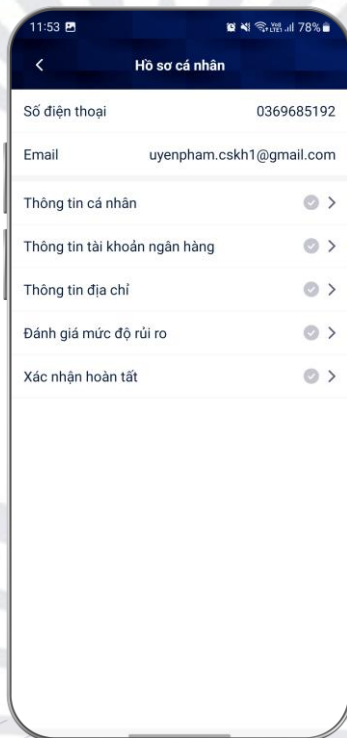 11:53 78%
Hồ sơ cá nhân
Số điện thoại 0369685192
Email uyenpham.cskh1@gmail.com
Thông tin cá nhân
Thông tin tài khoản ngân hàng
Thông tin địa chỉ
Đánh giá mức độ rủi ro
Xác nhận hoàn tất